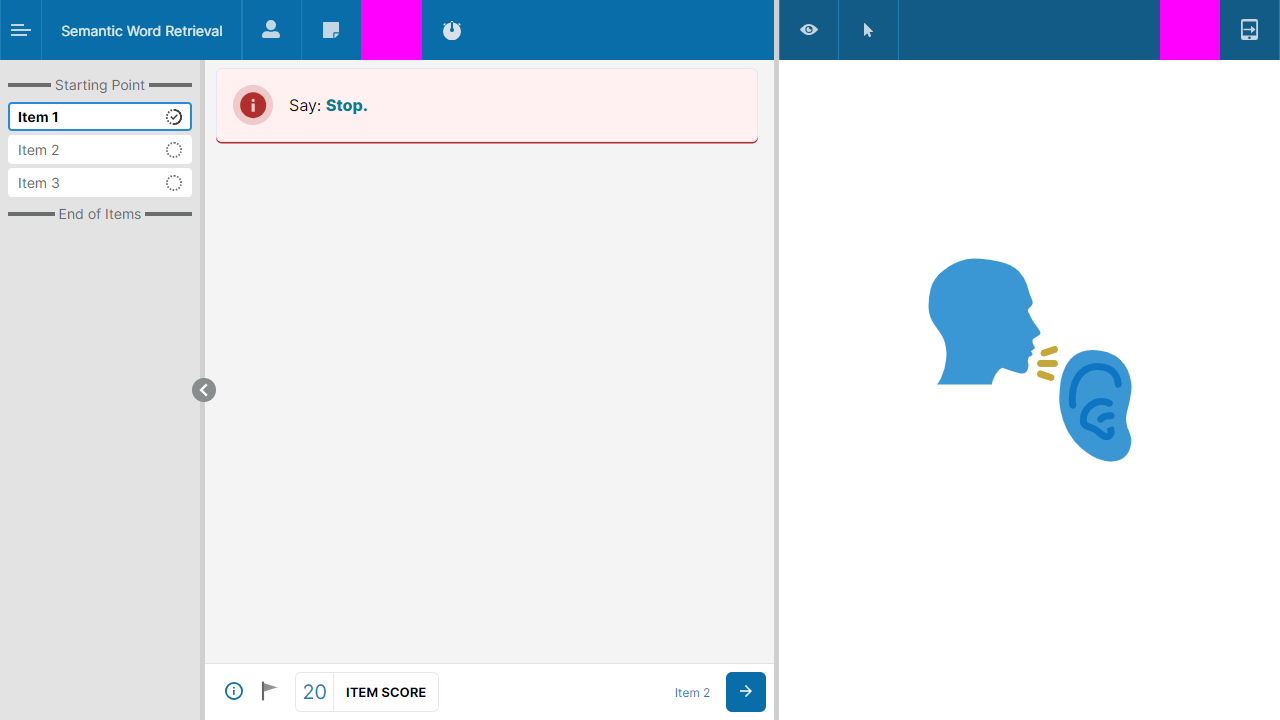 Semantic Word Retrieval
Starting Point
Item 1
Item 2
Item 3
End of Items
Say: Stop.
20 ITEM SCORE
Item 2